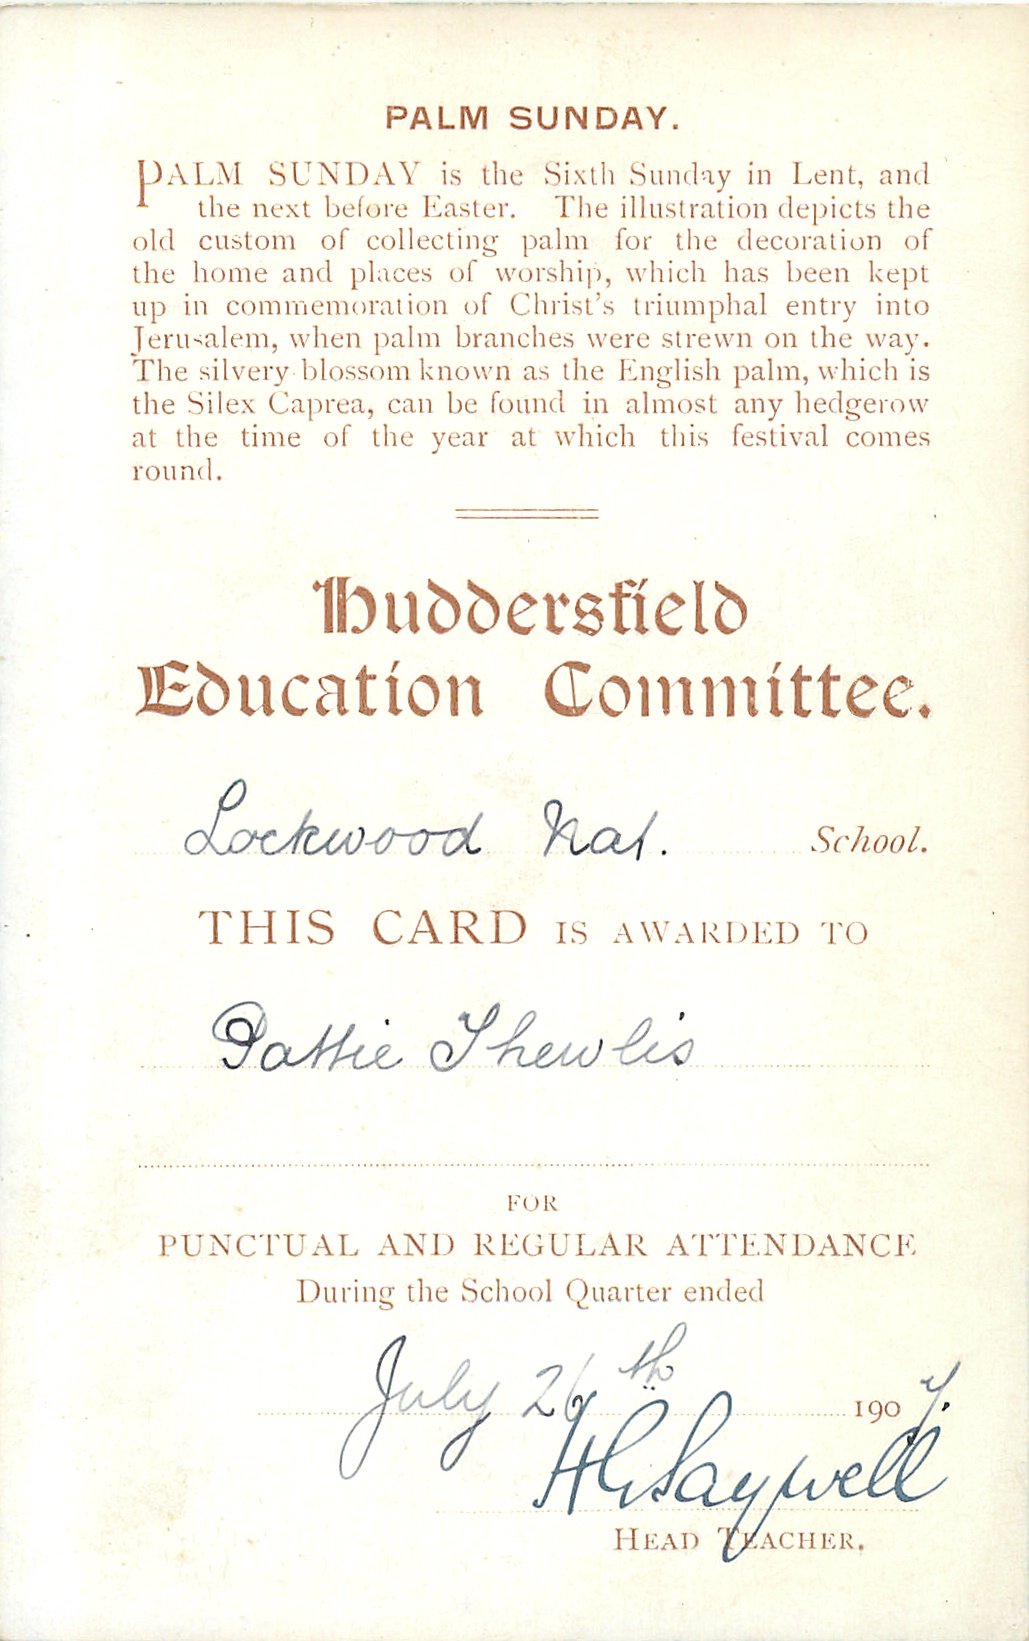 PALM SUNDAY.
PALM SUNDAY is the Sixth Sunday in Lent, and
the next before Easter. The illustration depicts the
old custom of collecting palm for the decoration of
the home and places of worship, which has been kept
up in commemoration of Christ's triumphal entry into
Jerusalem, when palm branches were strewn on the way.
The silvery blossom known as the English palm, which is
the Silex Caprea, can be found in almost any hedgerow
at the time of the year at which this festival comes
round.
Huddersfield
Education Committee.
Lockwood Nat. School.
THIS CARD IS AWARDED TO
Pattie Thewlis
FOR
PUNCTUAL AND REGULAR ATTENDANCE
During the School Quarter ended
July 26th 1907.
H G Saywell
HEAD TEACHER.